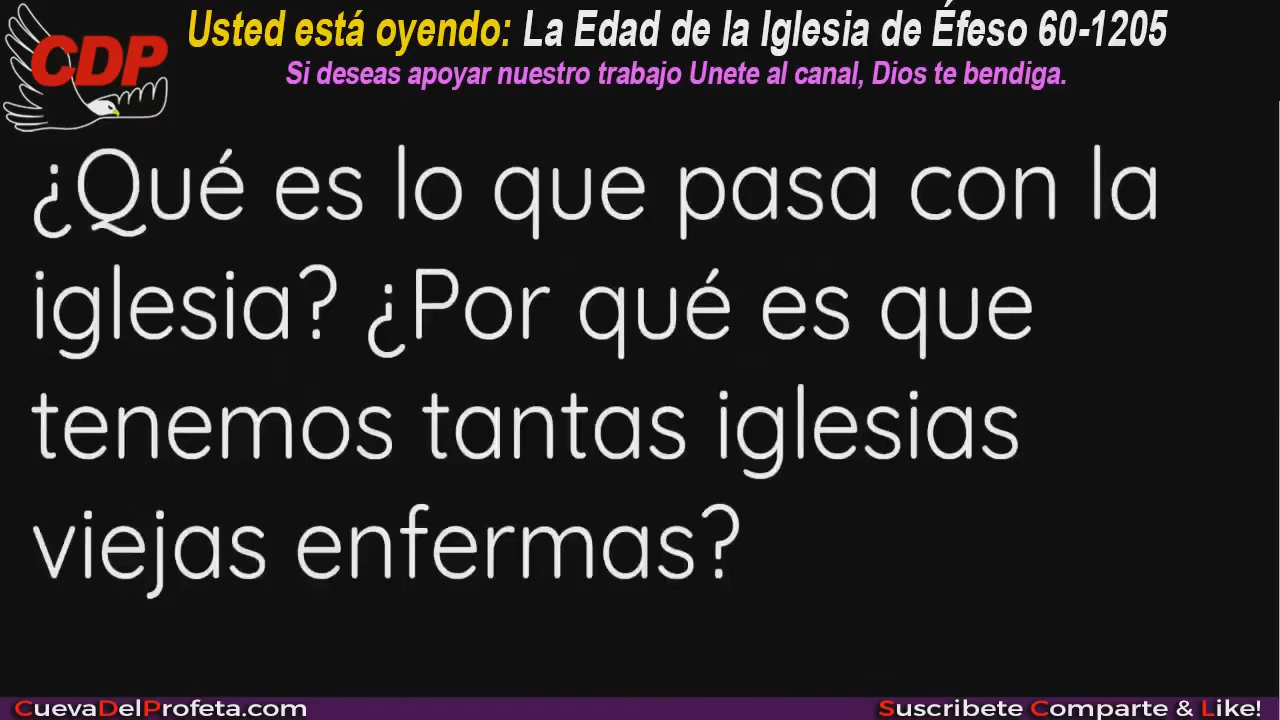 CDP
Usted está oyendo: La Edad de la Iglesia de Éfeso 60-1205
Si deseas apoyar nuestro trabajo Unete al canal, Dios te bendiga.
¿Qué es lo que pasa con la
iglesia? ¿Por qué es que
tenemos tantas iglesias
viejas enfermas?
CuevaDelProfeta.com
Suscribete Comparte & Like!